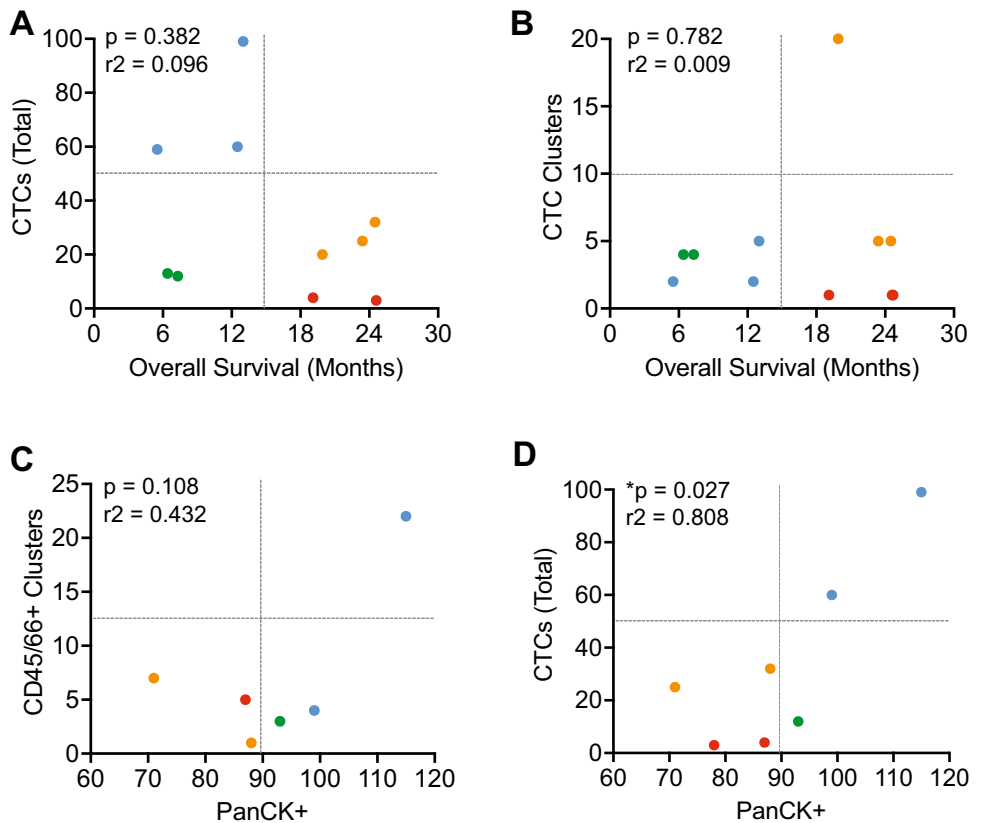 A
p = 0.382
r2 = 0.096
CTCs (Total)
100
80
60
40
20
0
0 6 12 18 24 30
Overall Survival (Months)
B
p = 0.782
r2 = 0.009
CTC Clusters
20
15
10
5
0
0 6 12 18 24 30
Overall Survival (Months)
C
p = 0.108
r2 = 0.432
CD45/66+ Clusters
25
20
15
10
5
0
60 70 80 90 100 110 120
PanCK+
D
*p = 0.027
r2 = 0.808
CTCs (Total)
100
80
60
40
20
0
60 70 80 90 100 110 120
PanCK+